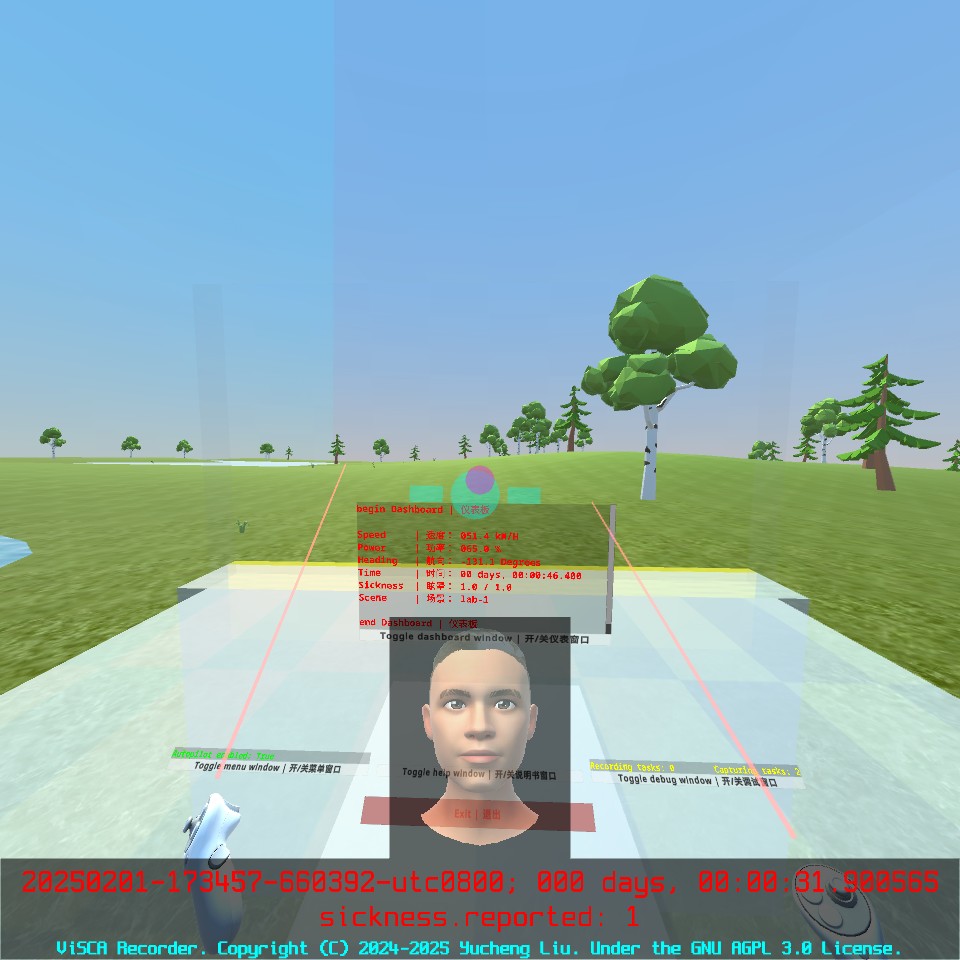 begin Dashboard | 仪表板
Speed | 速度: 051.4 kM/H
Power | 功率: 065.0 %
Heading | 航向: -131.1 Degrees
Time | 时间: 00 days, 00:00:46.400
Sickness | 眩晕: 1.0 / 1.0
Scene | 场景: lab-1
end Dashboard | 仪表板
Toggle dashboard window | 开/关仪表窗口
Autopilot enabled: True
Toggle menu window | 开/关菜单窗口
Toggle help window | 开/关说明书窗口
Recording tasks: 0 Capturing tasks: 2
Toggle debug window | 开/关调试窗口
Exit | 退出
20250201-173457-660392-utc0800; 000 days, 00:00:31.900565
sickness.reported: 1
ViSCA Recorder. Copyright (C) 2024-2025 Yucheng Liu. Under the GNU AGPL 3.0 License.